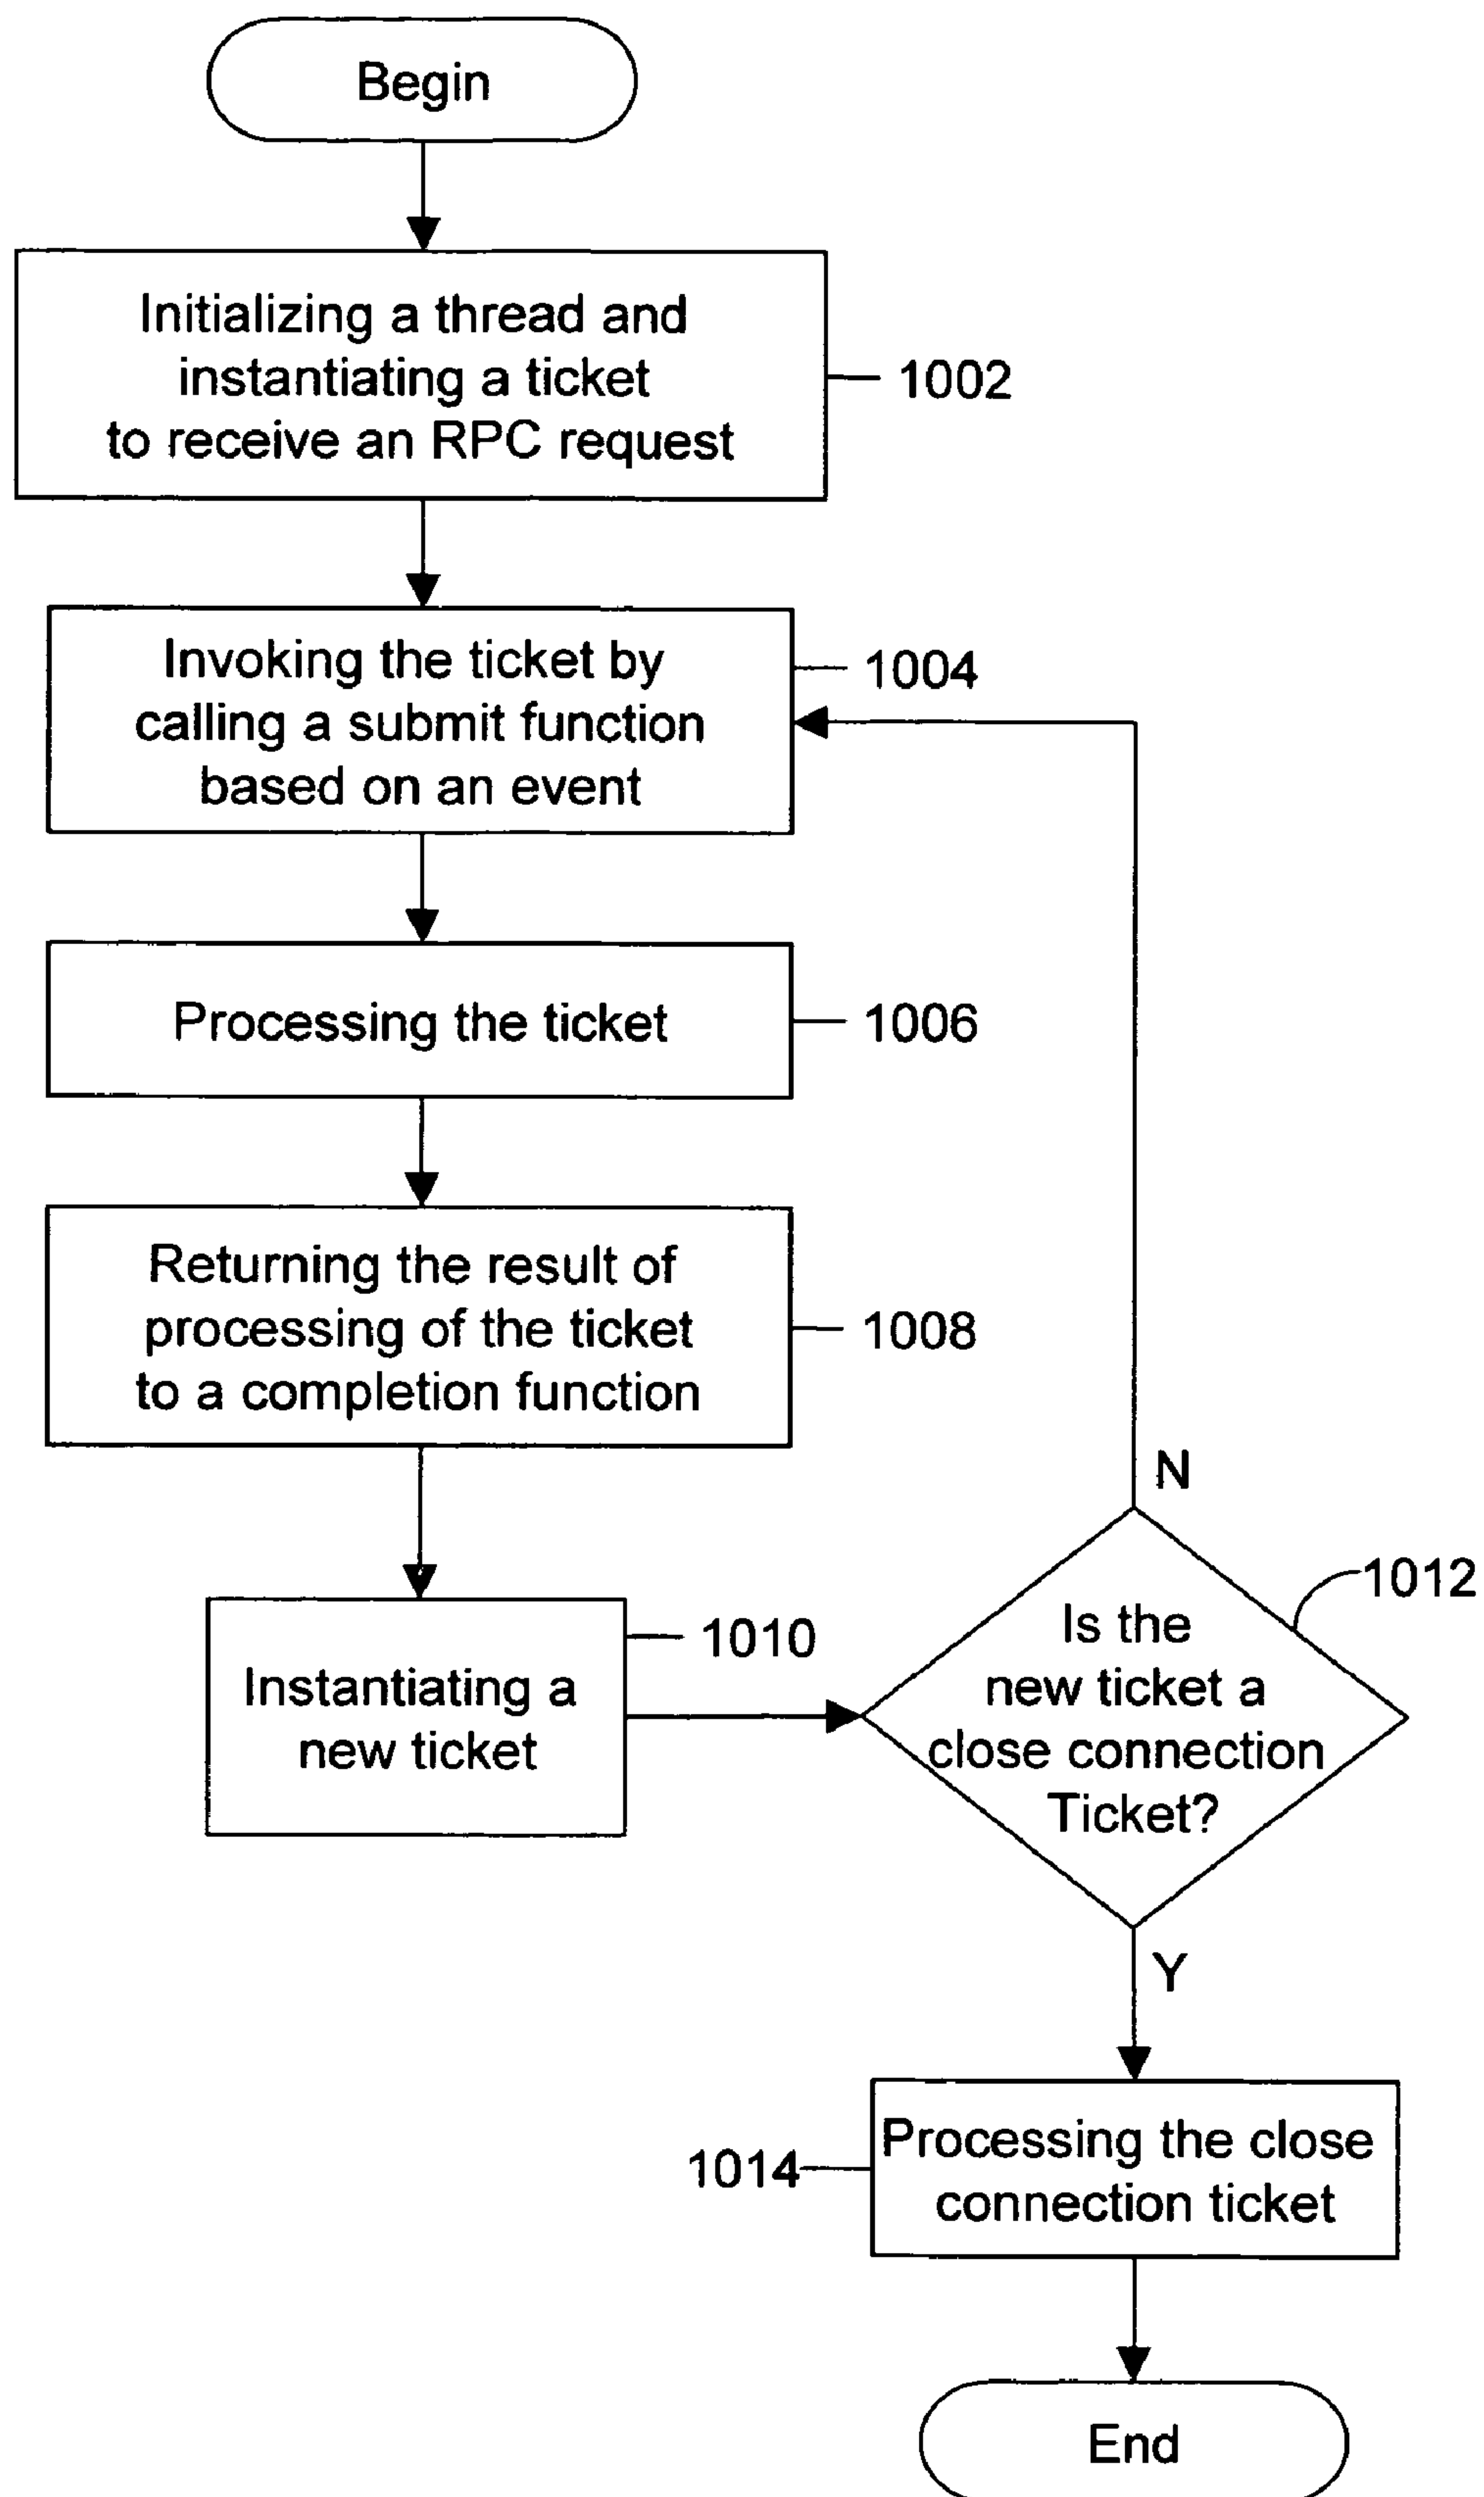 Begin
Initializing a thread and
instantiating a ticket
to receive an RPC request
1002
Invoking the ticket by
calling a submit function
based on an event
1004
Processing the ticket
1006
Returning the result of
processing of the ticket
to a completion function
1008
Instantiating a
new ticket
1010
N
1012
Is the
new ticket a
close connection
Ticket?
Y
1014
Processing the close
connection ticket
End